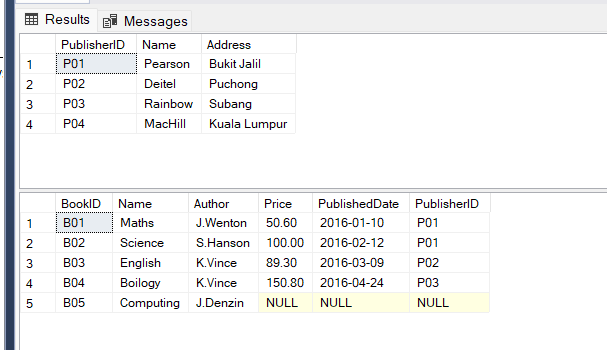 Results Messages
PublisherID Name Address
1 P01 Pearson Bukit Jalil
2 P02 Deitel Puchong
3 P03 Rainbow Subang
4 P04 MacHill Kuala Lumpur
BookID Name Author Price PublishedDate PublisherID
1 B01 Maths J.Wenton 50.60 2016-01-10 P01
2 B02 Science S.Hanson 100.00 2016-02-12 P01
3 B03 English K.Vince 89.30 2016-03-09 P02
4 B04 Boilogy K.Vince 150.80 2016-04-24 P03
5 B05 Computing J.Denzin NULL NULL NULL